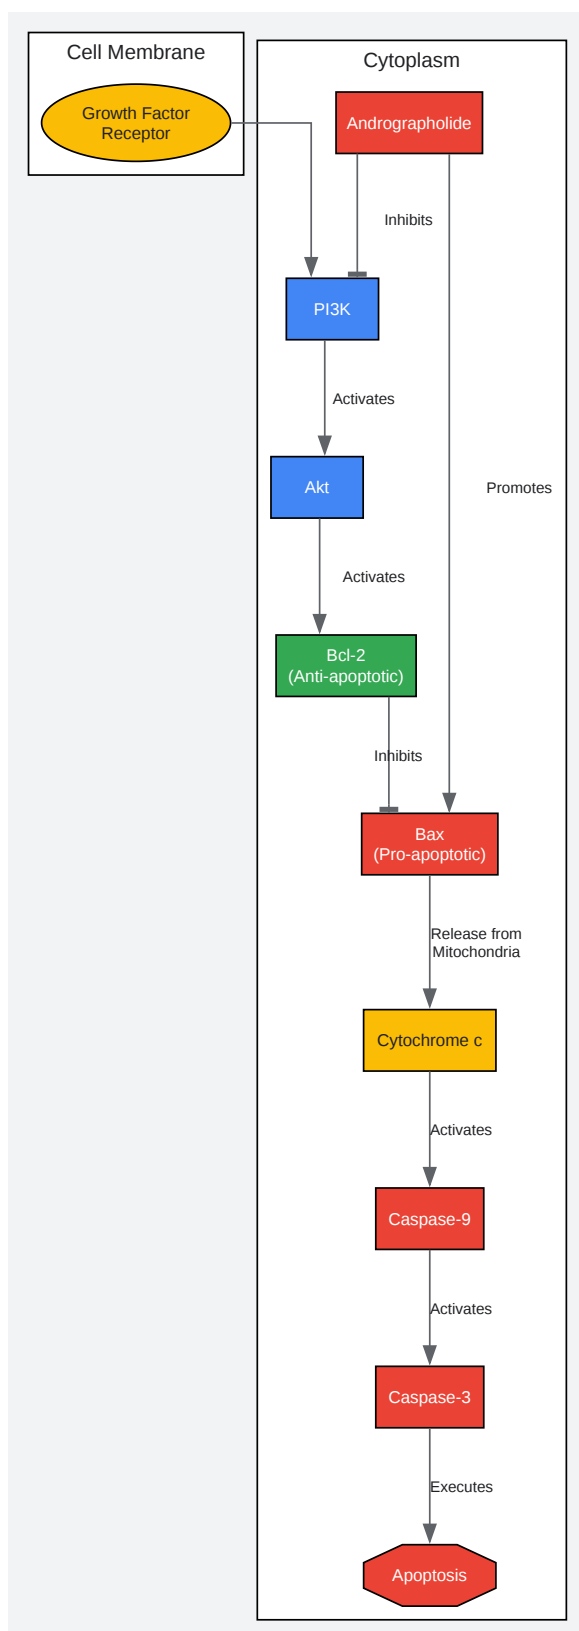 Cell Membrane
Growth Factor
Receptor
Cytoplasm
Andrographolide
Inhibits
PI3K
Activates
Akt
Promotes
Activates
Bcl-2
(Anti-apoptotic)
Inhibits
Bax
(Pro-apoptotic)
Release from
Mitochondria
Cytochrome c
Activates
Caspase-9
Activates
Caspase-3
Executes
Apoptosis